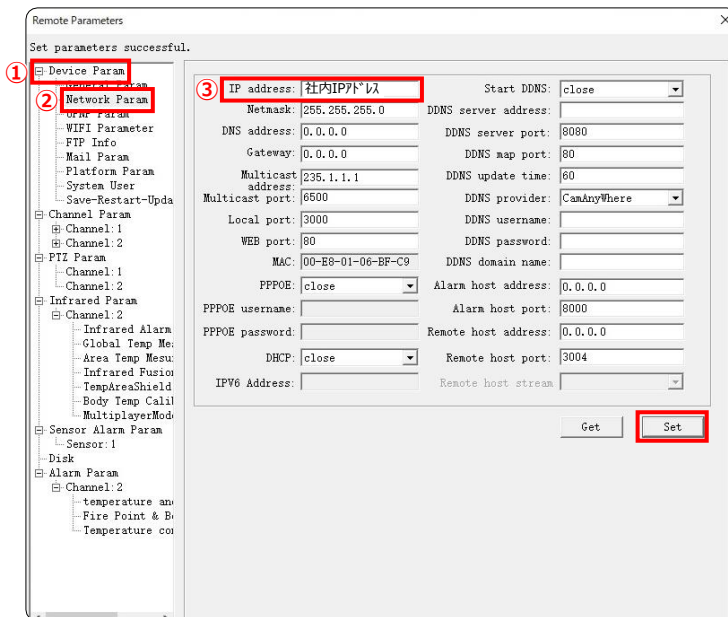 Remote Parameters
Set parameters successful.
① Device Param
General Param
② Network Param
UPNP Param
WIFI Parameter
FTP Info
Mail Param
Platform Param
System User
Save-Restart-Upda
Channel Param
Channel:1
Channel:2
PTZ Param
Channel:1
Channel:2
Infrared Param
Channel:2
Infrared Alarm
Global Temp Me
Area Temp Mesu
Infrared Fusion
TempAreaShield
Body Temp Cali
MultiplayerMod
Sensor Alarm Param
Sensor:1
Disk
Alarm Param
Channel:2
temperature an
Fire Point & B
Temperature co
③ IP address: 社内IPｱﾄﾞﾚｽ
Netmask: 255.255.255.0
DNS address: 0.0.0.0
Gateway: 0.0.0.0
Multicast address: 235.1.1.1
Multicast port: 6500
Local port: 3000
WEB port: 80
MAC: 00-E8-01-06-BF-C9
PPPOE: close
PPPOE username:
PPPOE password:
DHCP: close
IPV6 Address:
Start DDNS: close
DDNS server address:
DDNS server port: 8080
DDNS map port: 80
DDNS update time: 60
DDNS provider: CamAnyWhere
DDNS username:
DDNS password:
DDNS domain name:
Alarm host address: 0.0.0.0
Alarm host port: 8000
Remote host address: 0.0.0.0
Remote host port: 3004
Remote host stream
Get
Set